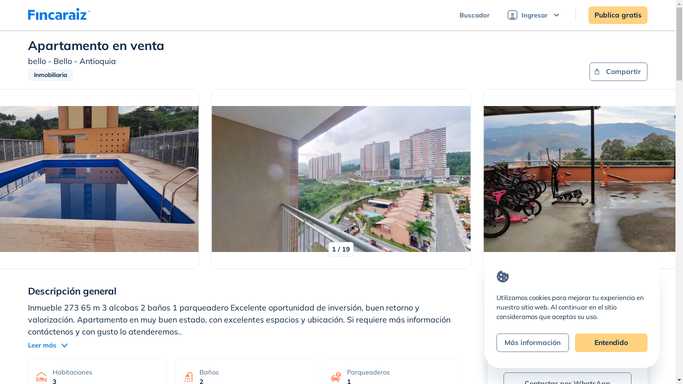 Fincaraiz
Buscador
Ingresar
Publica gratis
Apartamento en venta
bello - Bello - Antioquia
Inmobiliaria
Compartir
1 / 19
Descripción general
Inmueble 273 65 m 3 alcobas 2 baños 1 parqueadero Excelente oportunidad de inversión, buen retorno y
valorización. Apartamento en muy buen estado, con excelentes espacios y ubicación. Si requiere más información
contáctenos y con gusto lo atenderemos..
Leer más
Habitaciones
3
Baños
2
Parqueaderos
1
Utilizamos cookies para mejorar tu experiencia en
nuestro sitio web. Al continuar en el sitio
consideramos que aceptas su uso.
Más información
Entendido
Contactar por WhatsApp